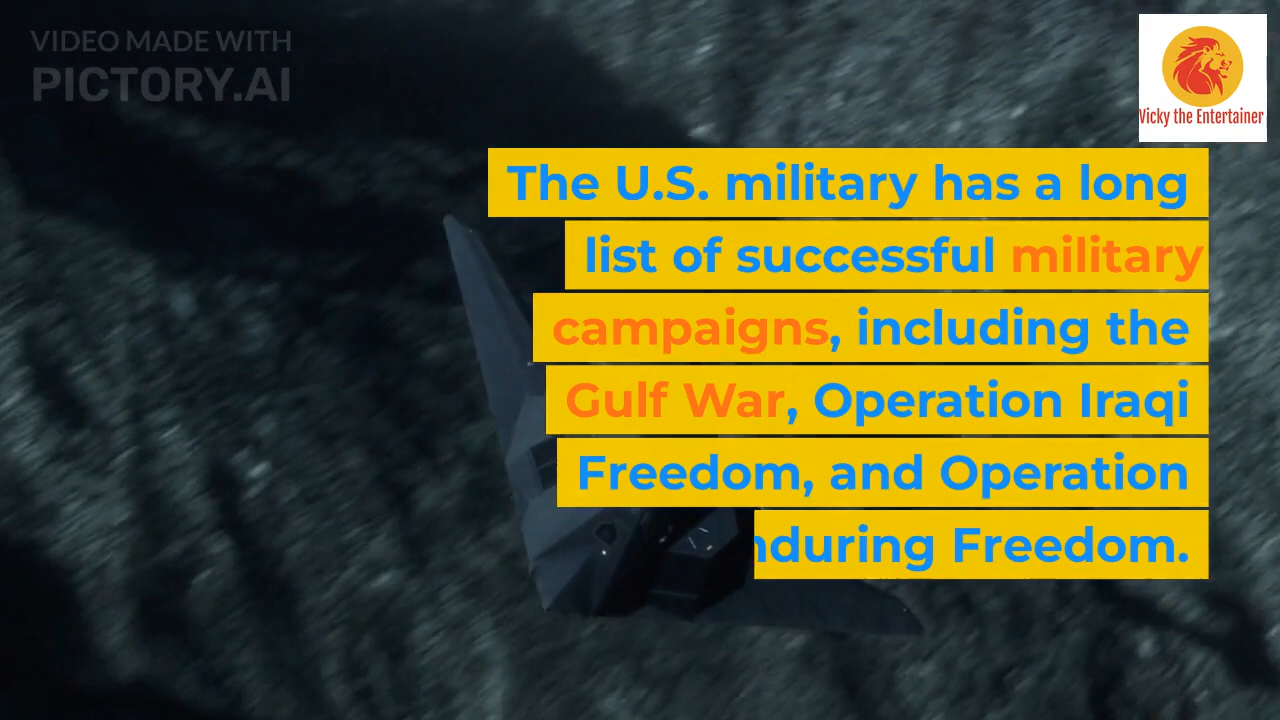 VIDEO MADE WITH
PICTORY.AI
Vicky the Entertainer
The U.S. military has a long
list of successful military
campaigns, including the
Gulf War, Operation Iraqi
Freedom, and Operation
nduring Freedom.